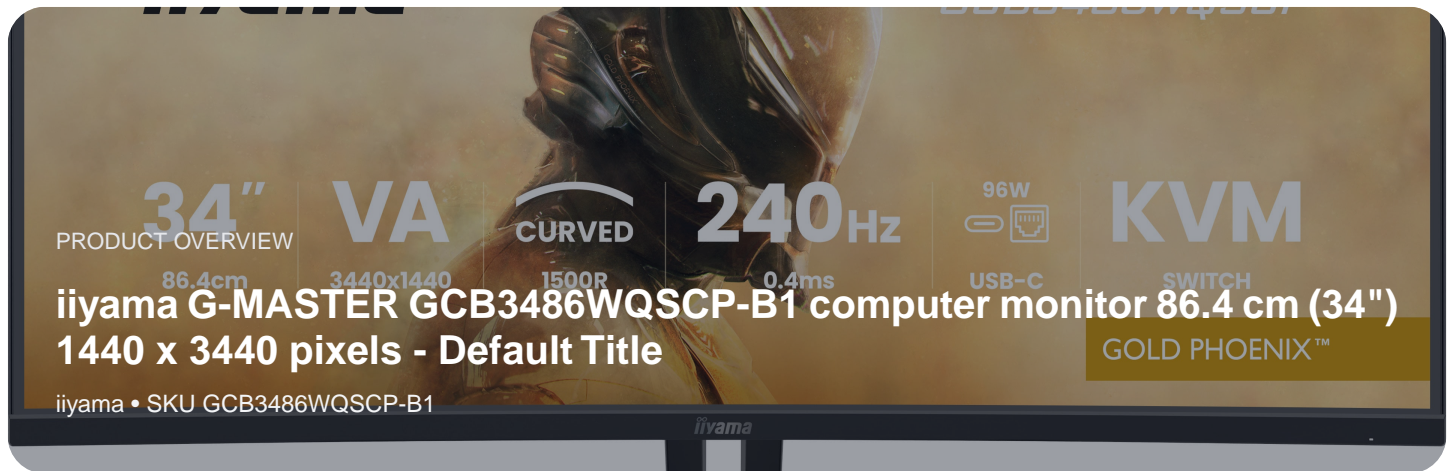 iiyama
34"
VA
CURVED
240Hz
96W
KVM
PRODUCT OVERVIEW
86.4cm
3440x1440
1500R
0.4ms
USB-C
SWITCH
iiyama G-MASTER GCB3486WQSCP-B1 computer monitor 86.4 cm (34")
1440 x 3440 pixels - Default Title
GOLD PHOENIX™
iiyama • SKU GCB3486WQSCP-B1
iiyama